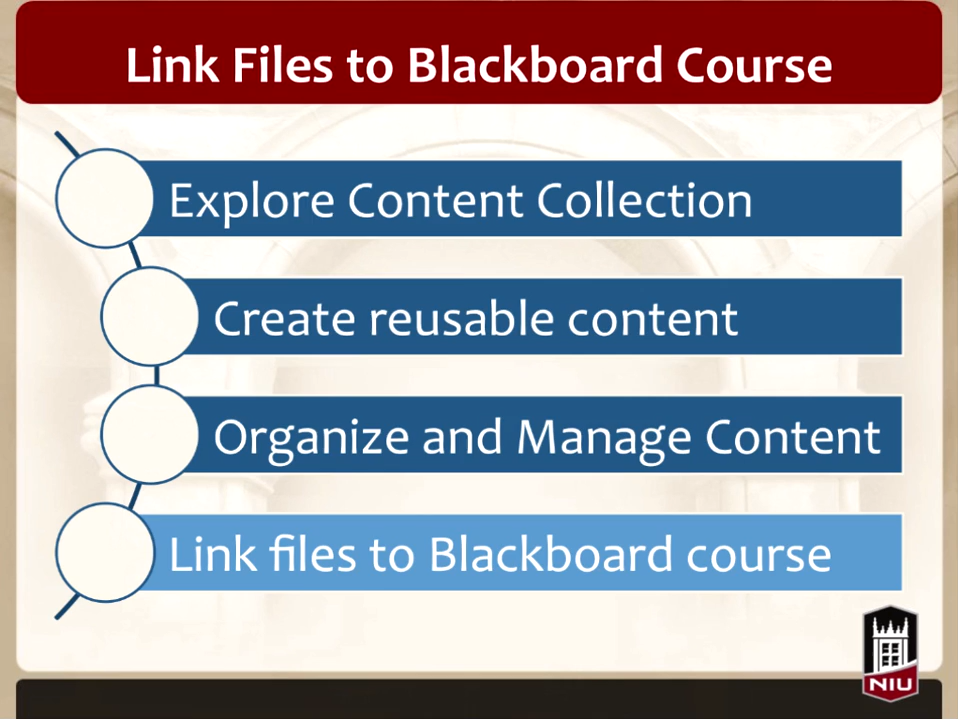 Link Files to Blackboard Course
Explore Content Collection
Create reusable content
Organize and Manage Content
Link files to Blackboard course
NIU